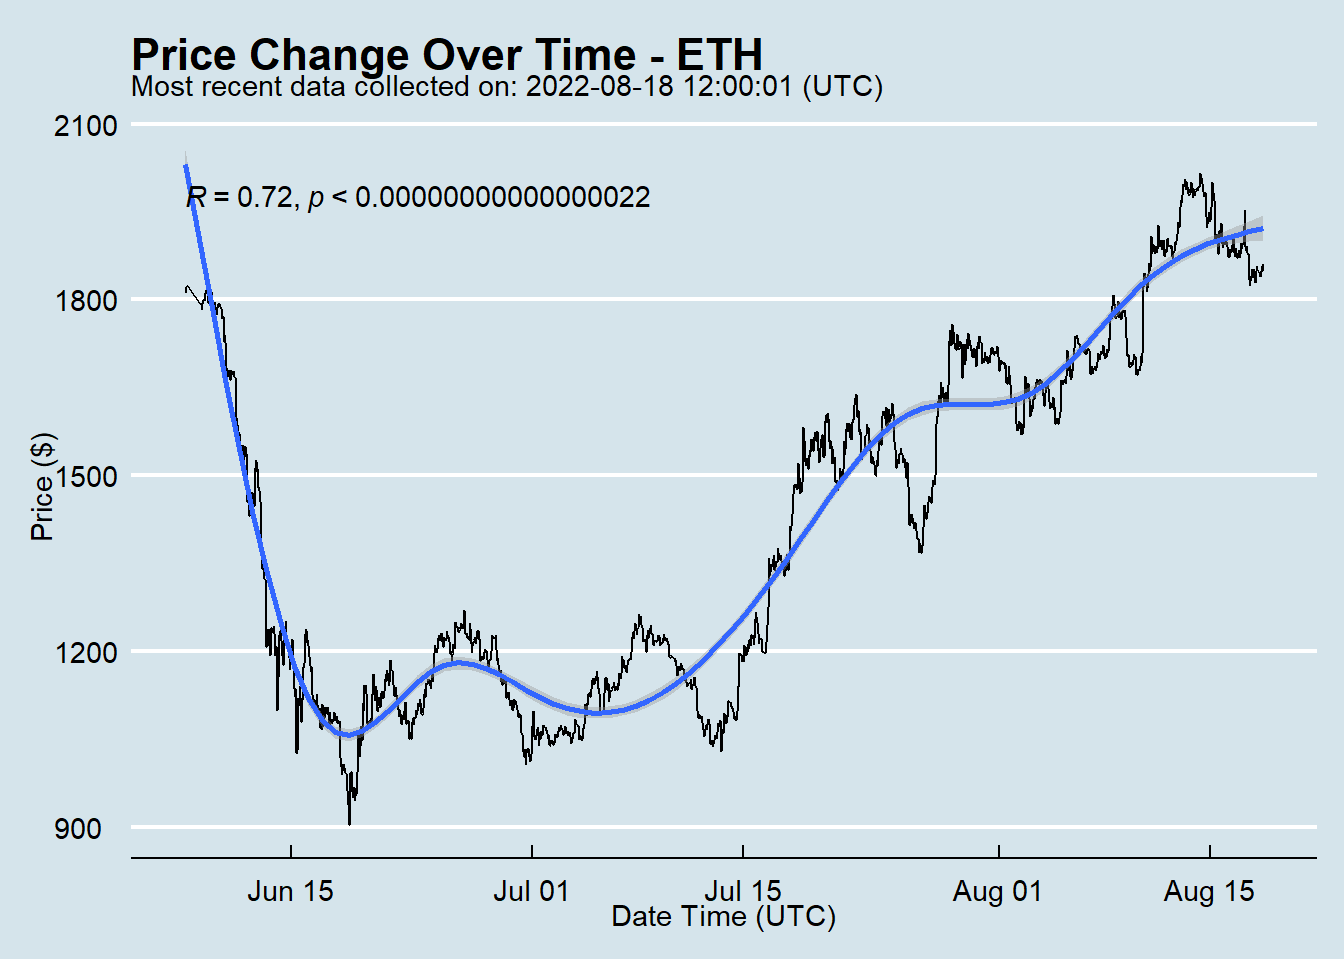 Price Change Over Time - ETH
Most recent data collected on: 2022-08-18 12:00:01 (UTC)
R = 0.72, p < 0.00000000000000022
2100
1800
1500
1200
900
Price ($)
Jun 15 Jul 01 Jul 15 Aug 01 Aug 15
Date Time (UTC)